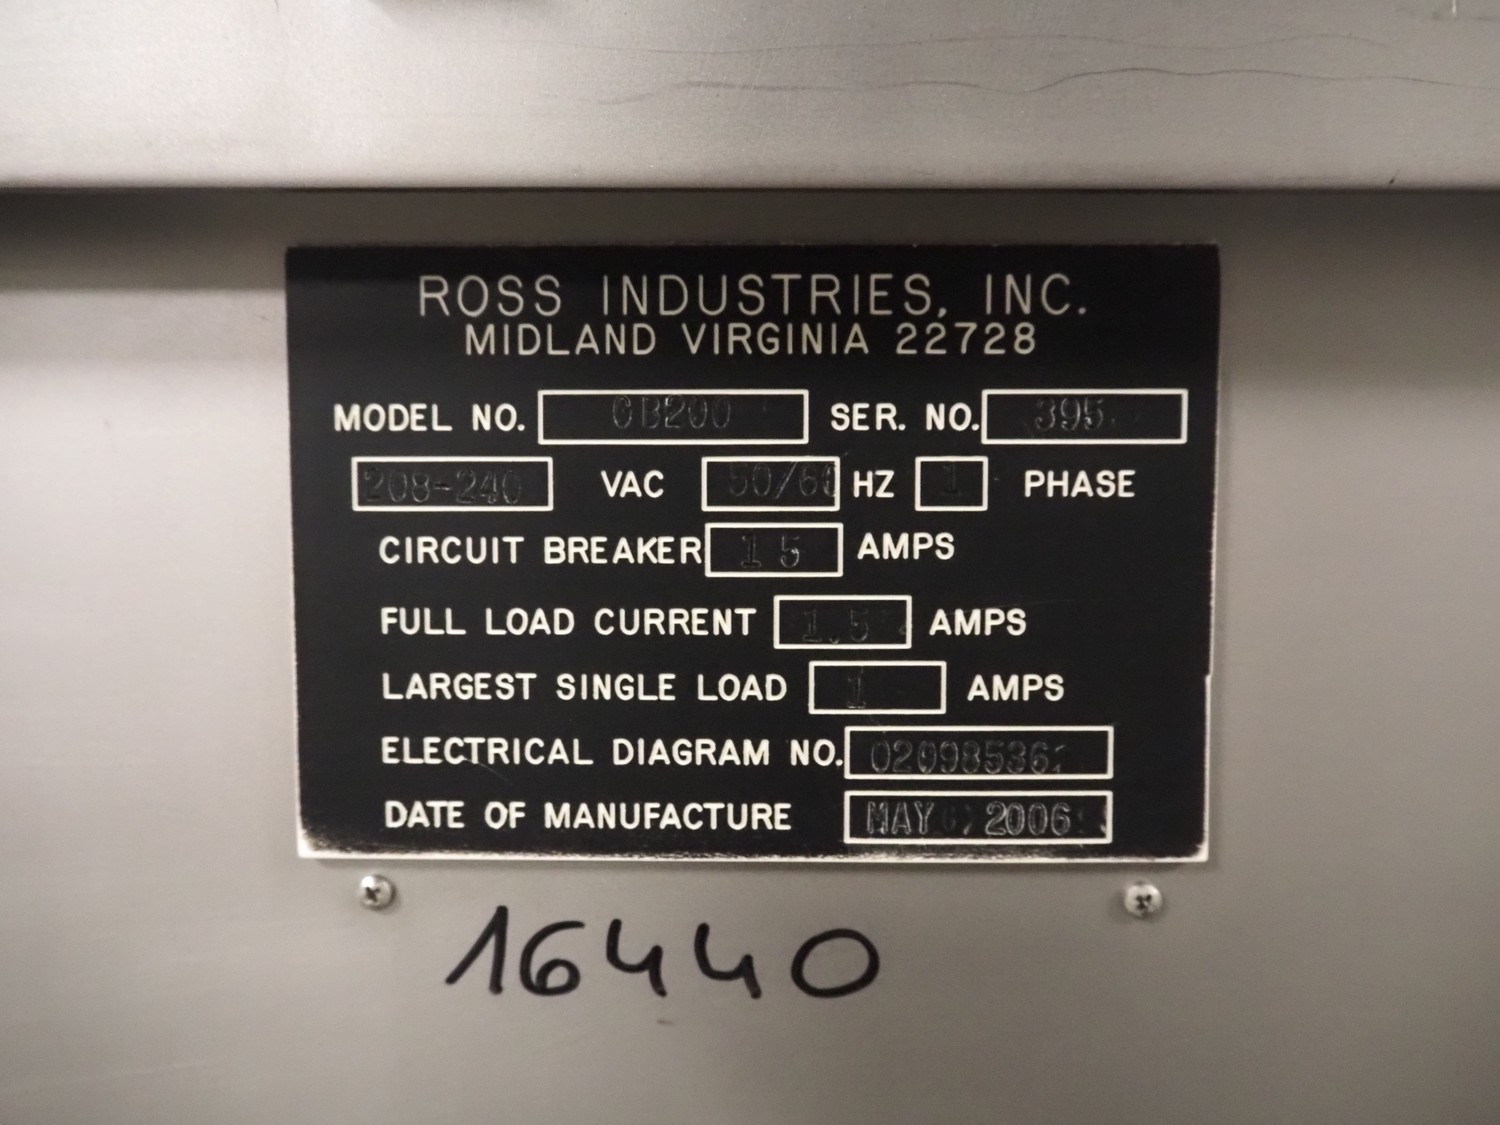 ROSS INDUSTRIES, INC.
MIDLAND VIRGINIA 22728
MODEL NO. GB200 SER. NO. 395
208-240 VAC 50/60 HZ 1 PHASE
CIRCUIT BREAKER 15 AMPS
FULL LOAD CURRENT 1.5 AMPS
LARGEST SINGLE LOAD 1 AMPS
ELECTRICAL DIAGRAM NO.
DATE OF MANUFACTURE MAY 2006
16440